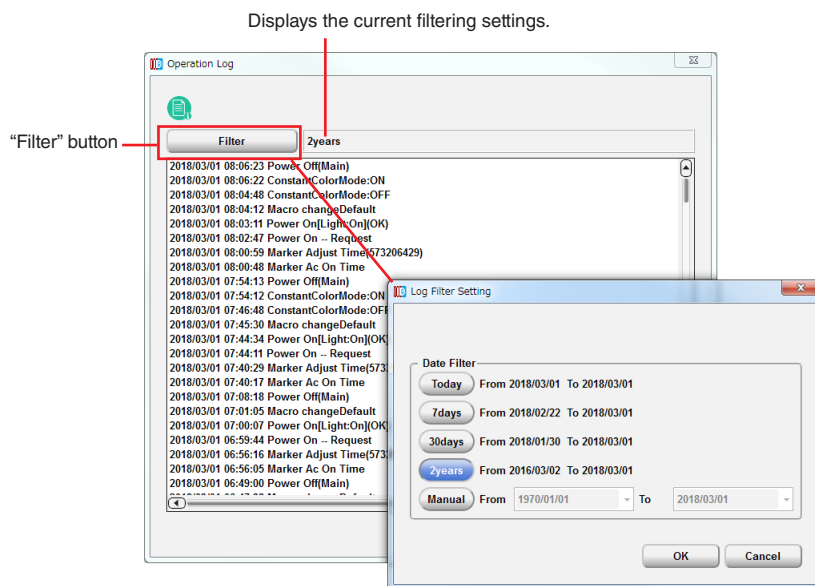 Displays the current filtering settings.
Operation Log
“Filter” button
Filter
2years
2018/03/01 08:06:23 Power Off(Main)
2018/03/01 08:06:22 ConstantColorMode:ON
2018/03/01 08:04:48 ConstantColorMode:OFF
2018/03/01 08:04:12 Macro changeDefault
2018/03/01 08:03:11 Power On[Light:On](OK)
2018/03/01 08:02:47 Power On -- Request
2018/03/01 08:00:59 Marker Adjust Time(573206429)
2018/03/01 08:00:48 Marker Ac On Time
2018/03/01 07:54:13 Power Off(Main)
2018/03/01 07:54:12 ConstantColorMode:ON
2018/03/01 07:46:48 ConstantColorMode:OFF
2018/03/01 07:45:30 Macro changeDefault
2018/03/01 07:44:34 Power On[Light:On](OK
2018/03/01 07:44:11 Power On -- Request
2018/03/01 07:40:29 Marker Adjust Time(573
2018/03/01 07:40:17 Marker Ac On Time
2018/03/01 07:08:18 Power Off(Main)
2018/03/01 07:01:05 Macro changeDefault
2018/03/01 07:00:07 Power On[Light:On](OK
2018/03/01 06:59:44 Power On -- Request
2018/03/01 06:56:16 Marker Adjust Time(573
2018/03/01 06:56:05 Marker Ac On Time
2018/03/01 06:49:00 Power Off(Main)
Log Filter Setting
Date Filter
Today From 2018/03/01 To 2018/03/01
7days From 2018/02/22 To 2018/03/01
30days From 2018/01/30 To 2018/03/01
2years From 2016/03/02 To 2018/03/01
Manual From 1970/01/01 To 2018/03/01
OK Cancel